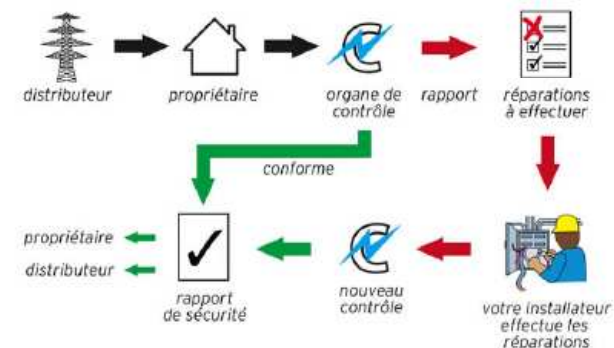 distributeur
propriétaire
organe de
contrôle
rapport
réparations
à effectuer
conforme
propriétaire
distributeur
rapport
de sécurité
nouveau
contrôle
votre installateur
effectue les
réparations